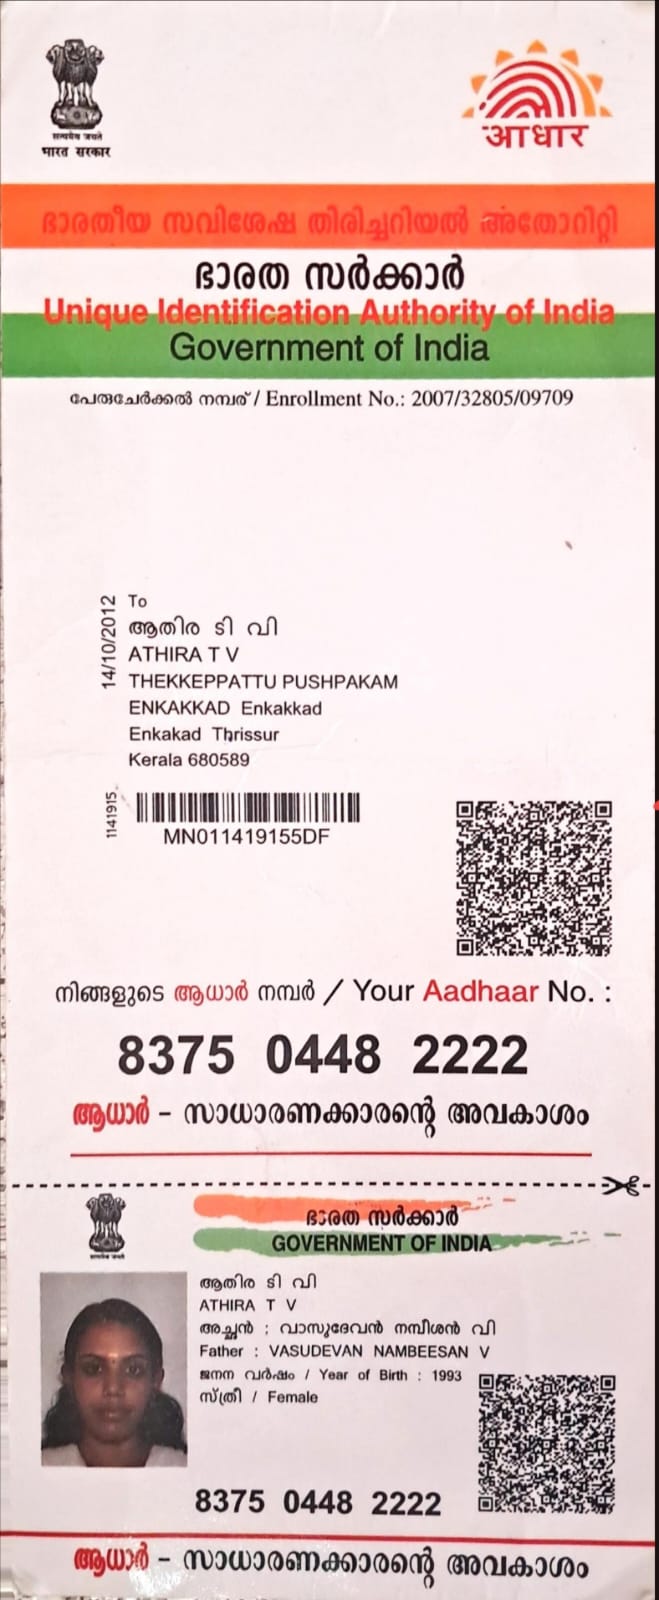 सत्यमेव जयते
भारत सरकार
आधार
ഭാരതീയ സവിശേഷ തിരിച്ചറിയൽ അതോറിറ്റി
ഭാരത സർക്കാർ
Unique Identification Authority of India
Government of India
പേരുചേർക്കൽ നമ്പര് / Enrollment No.: 2007/32805/09709
14/10/2012
To
ആതിര ടി വി
ATHIRA T V
THEKKEPPATTU PUSHPAKAM
ENKAKKAD Enkakkad
Enkakad Thrissur
Kerala 680589
1141915
MN011419155DF
നിങ്ങളുടെ ആധാർ നമ്പർ / Your Aadhaar No. :
8375 0448 2222
ആധാർ – സാധാരണക്കാരന്റെ അവകാശം
ഭാരത സർക്കാർ
GOVERNMENT OF INDIA
ആതിര ടി വി
ATHIRA T V
അച്ഛൻ : വാസുദേവൻ നമ്പീശൻ വി
Father : VASUDEVAN NAMBEESAN V
ജനന വർഷം / Year of Birth : 1993
സ്ത്രീ / Female
8375 0448 2222
ആധാർ – സാധാരണക്കാരന്റെ അവകാശം